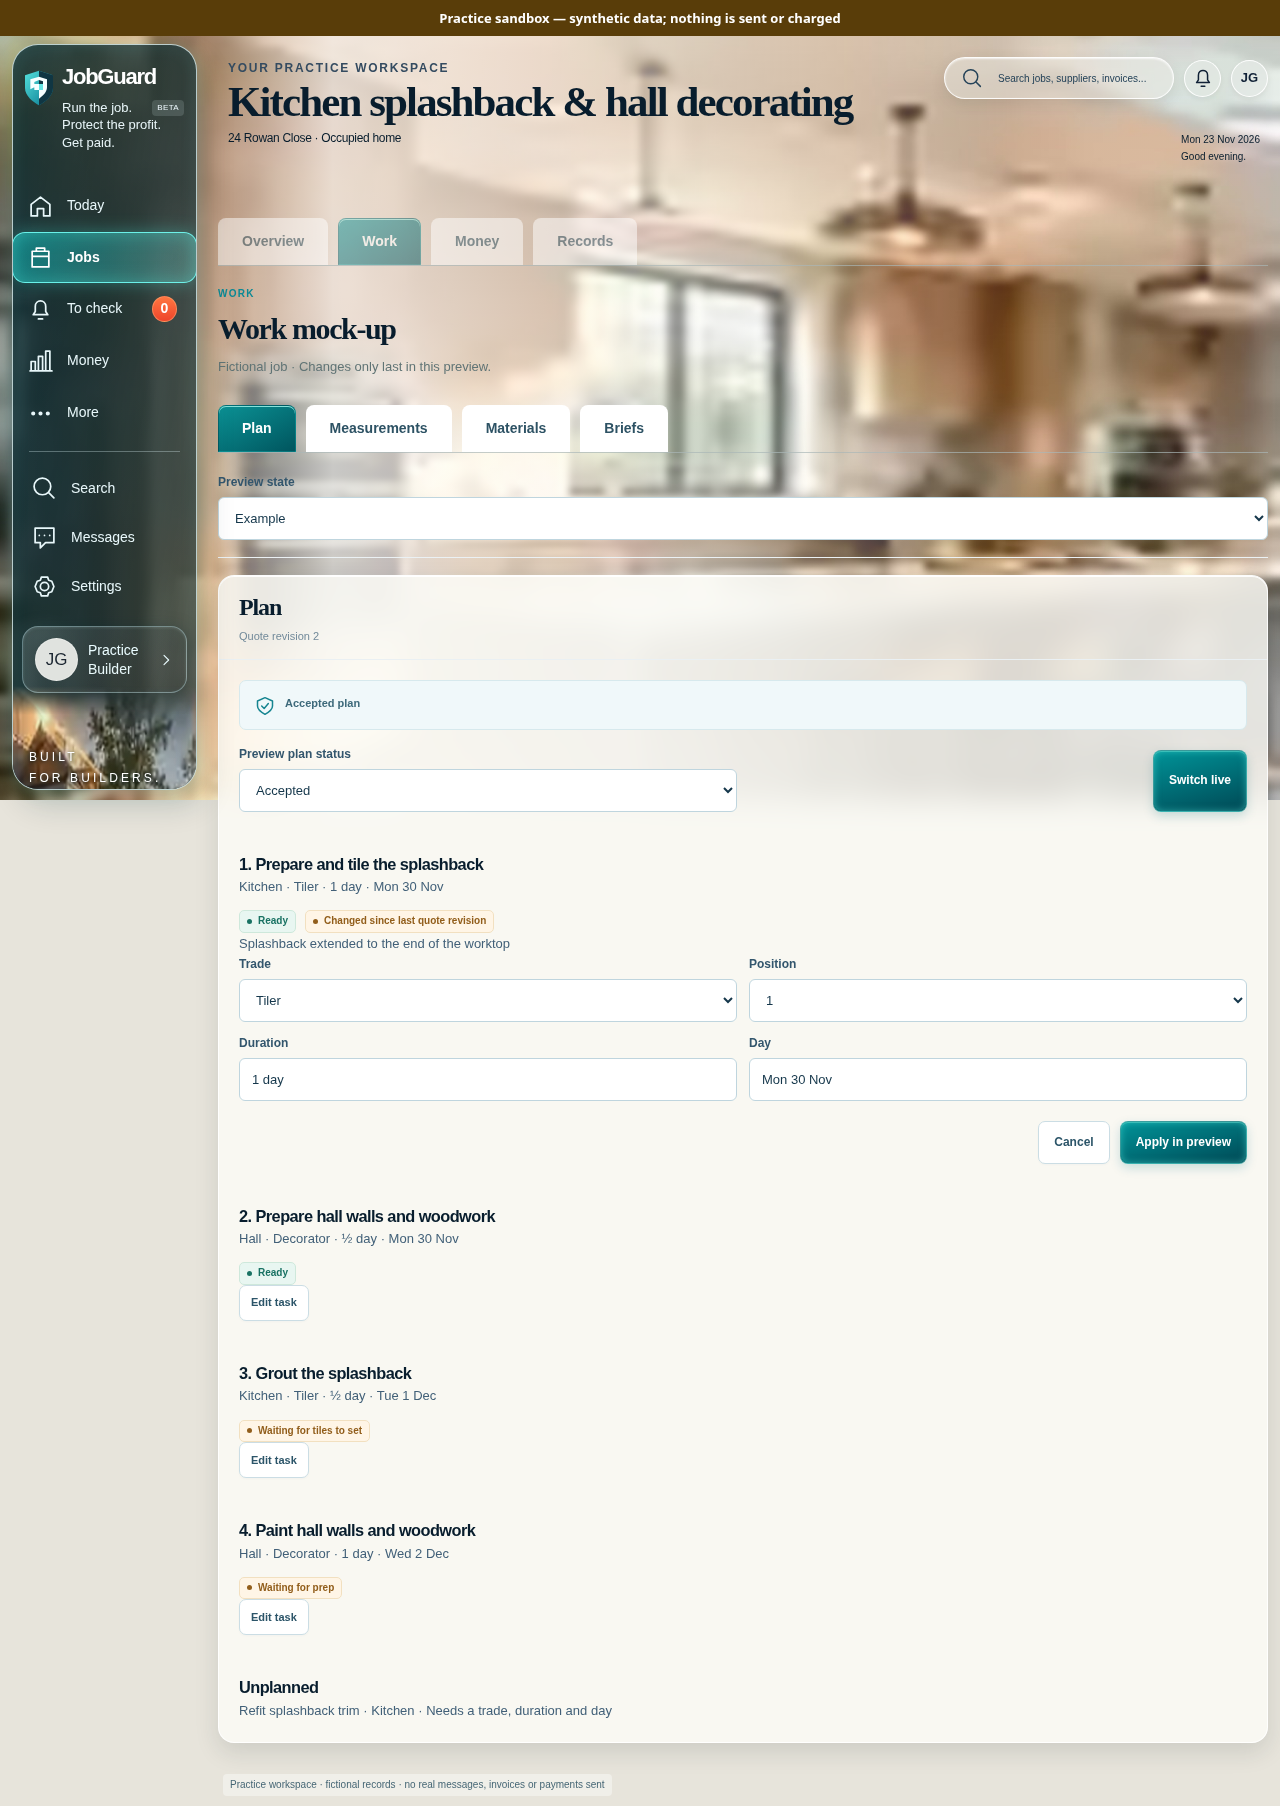 Practice sandbox — synthetic data; nothing is sent or charged
JobGuard
Run the job.
BETA
Protect the profit.
Get paid.
Today
Jobs
To check
0
Money
More
Search
Messages
Settings
JG
Practice
Builder
BUILT
FOR BUILDERS.
YOUR PRACTICE WORKSPACE
Kitchen splashback & hall decorating
24 Rowan Close · Occupied home
Search jobs, suppliers, invoices...
JG
Mon 23 Nov 2026
Good evening.
Overview
Work
Money
Records
WORK
Work mock-up
Fictional job · Changes only last in this preview.
Plan
Measurements
Materials
Briefs
Preview state
Example
Plan
Quote revision 2
Accepted plan
Preview plan status
Accepted
Switch live
1. Prepare and tile the splashback
Kitchen · Tiler · 1 day · Mon 30 Nov
Ready
Changed since last quote revision
Splashback extended to the end of the worktop
Trade
Position
Tiler
1
Duration
Day
1 day
Mon 30 Nov
Cancel
Apply in preview
2. Prepare hall walls and woodwork
Hall · Decorator · ½ day · Mon 30 Nov
Ready
Edit task
3. Grout the splashback
Kitchen · Tiler · ½ day · Tue 1 Dec
Waiting for tiles to set
Edit task
4. Paint hall walls and woodwork
Hall · Decorator · 1 day · Wed 2 Dec
Waiting for prep
Edit task
Unplanned
Refit splashback trim · Kitchen · Needs a trade, duration and day
Practice workspace · fictional records · no real messages, invoices or payments sent